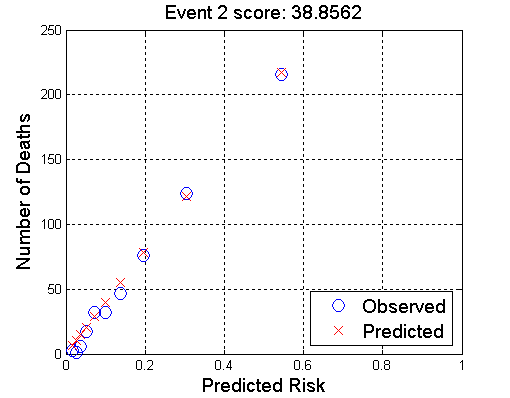 Event 2 score: 38.8562
250
200
150
100
50
0
Number of Deaths
0 0.2 0.4 0.6 0.8 1
Predicted Risk
Observed
Predicted